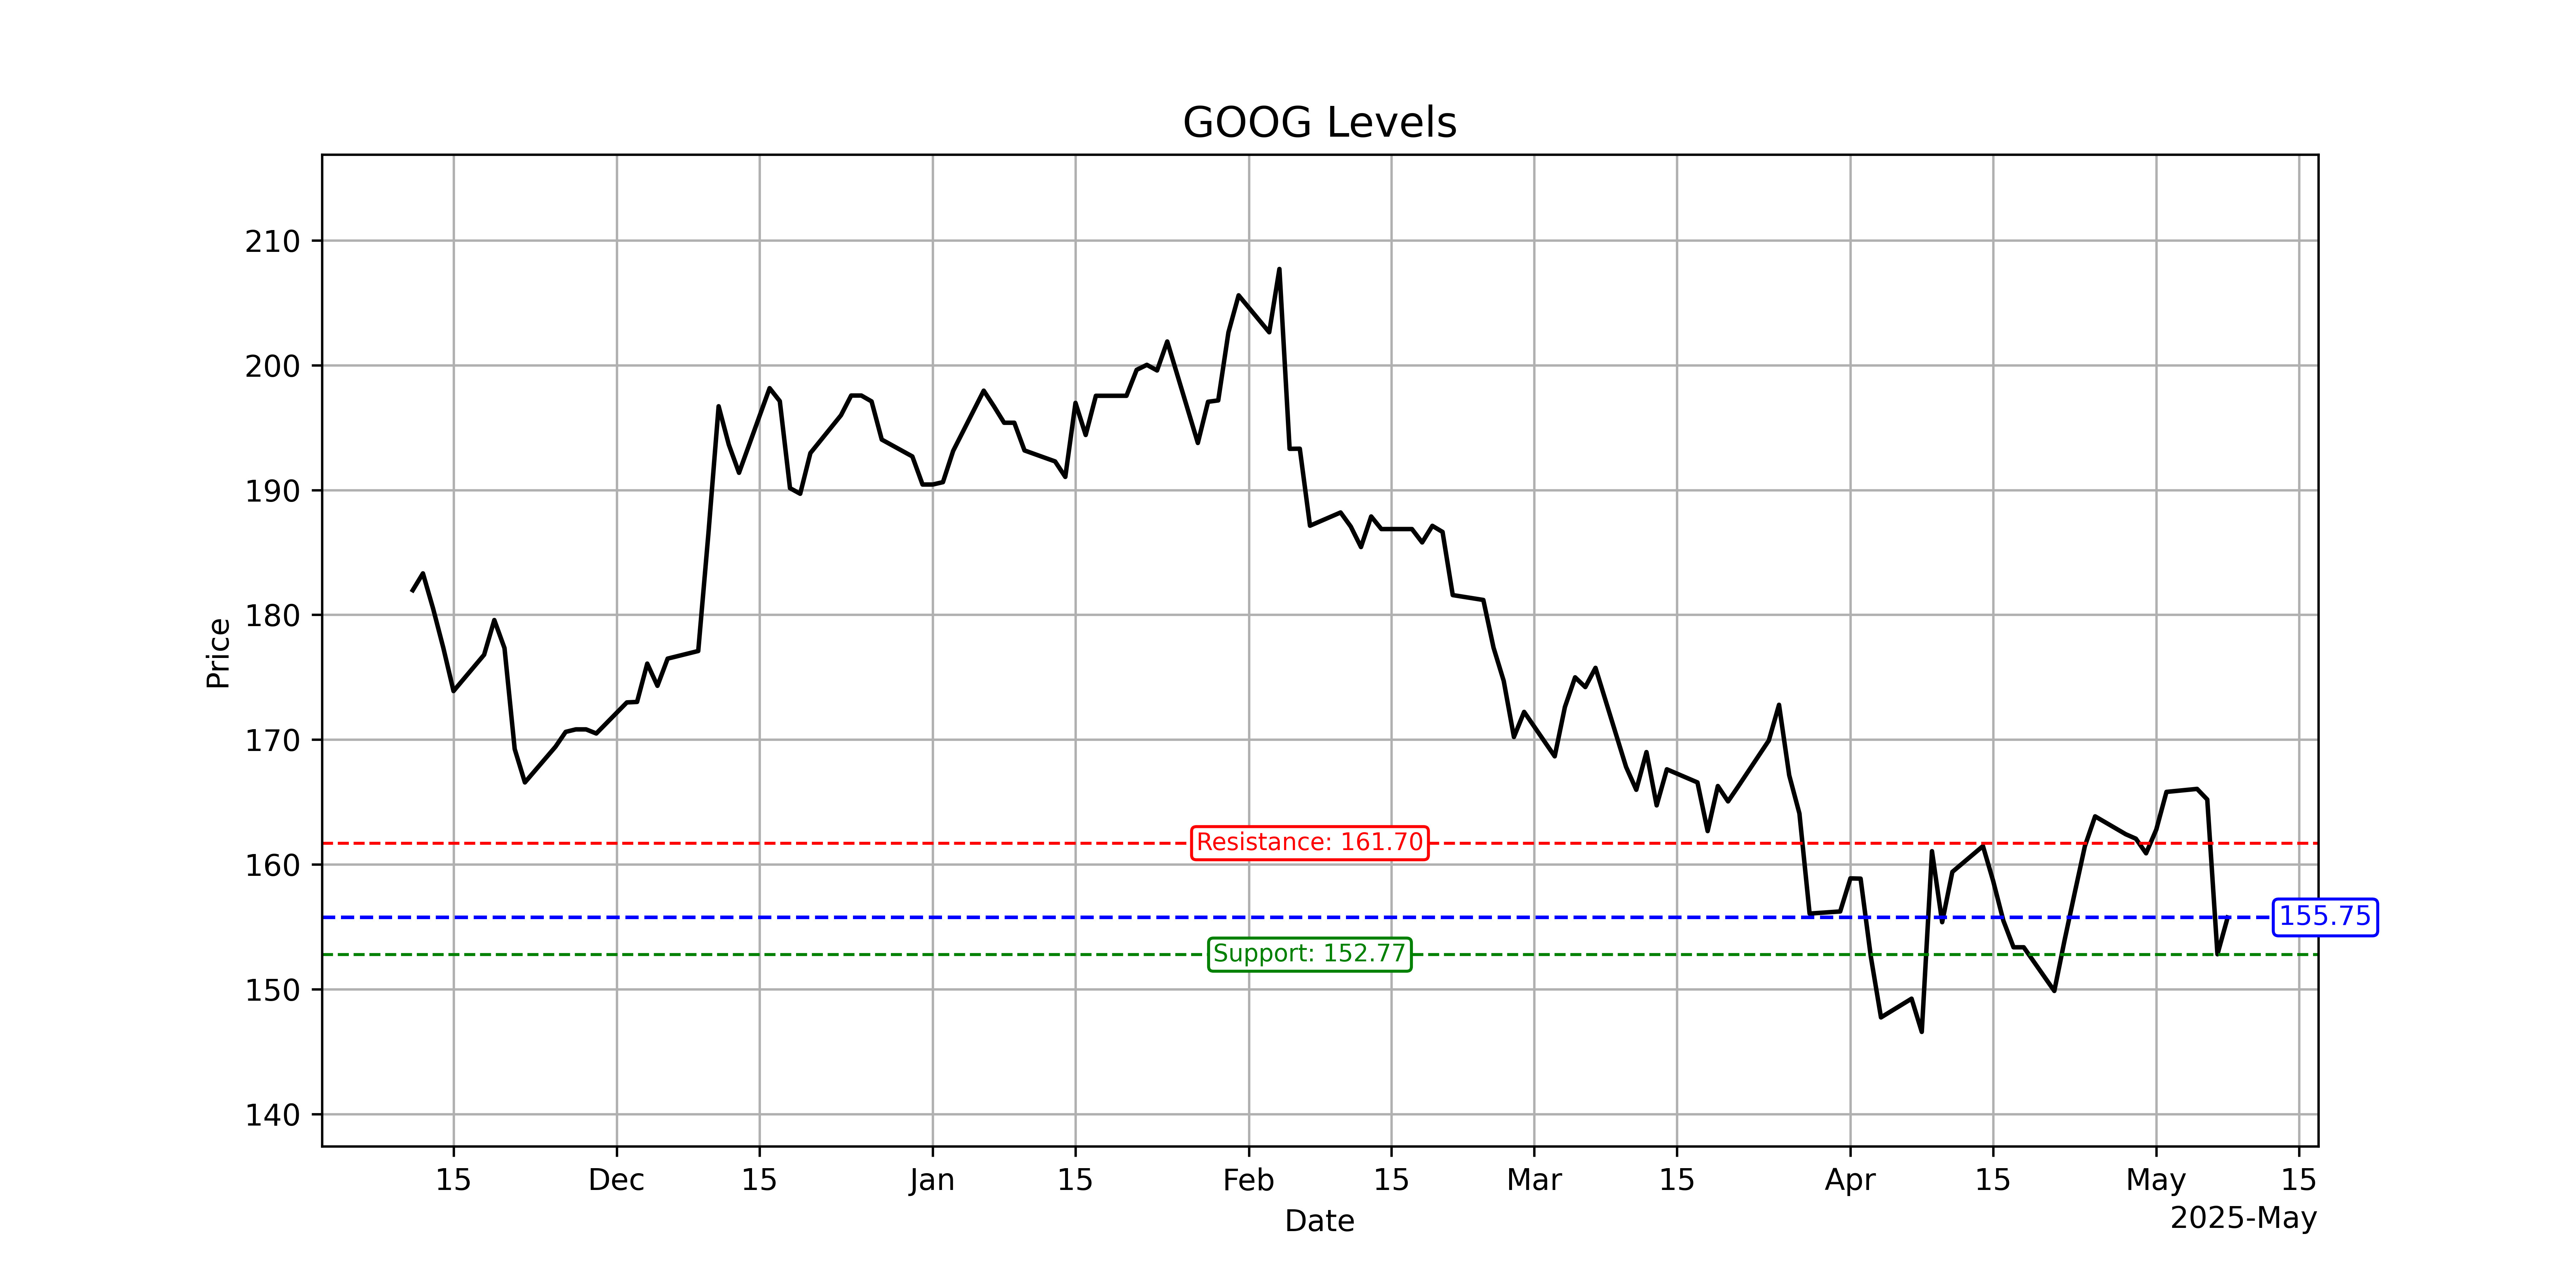 GOOG Levels
Price
210
200
190
180
170
160
150
140
Resistance: 161.70
155.75
Support: 152.77
15 Dec 15 Jan 15 Feb 15 Mar 15 Apr 15 May 15
2025-May
Date